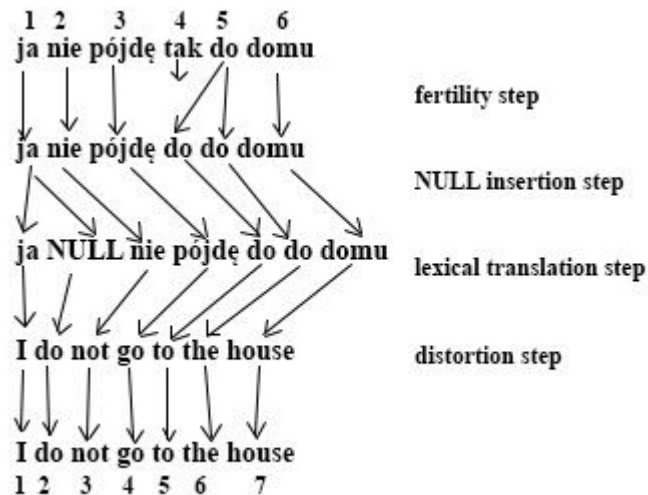 1 2 3 4 5 6
ja nie pójdę tak do domu
fertility step
ja nie pójdę do do domu
NULL insertion step
ja NULL nie pójdę do do domu
lexical translation step
I do not go to the house
distortion step
I do not go to the house
1 2 3 4 5 6 7